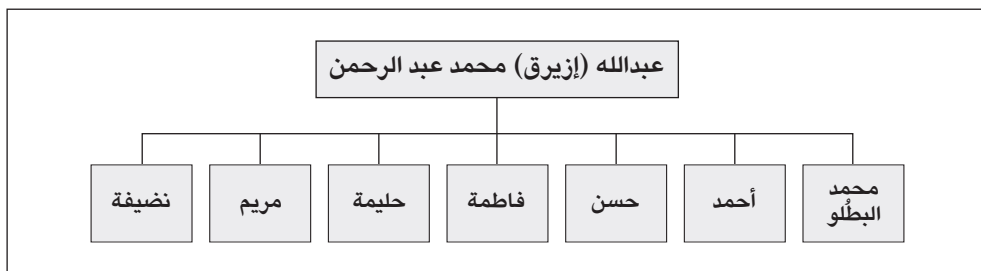 عبدالله (إزيرق) محمد عبد الرحمن
محمد
البطُلو
أحمد
حسن
فاطمة
حليمة
مريم
نضيفة